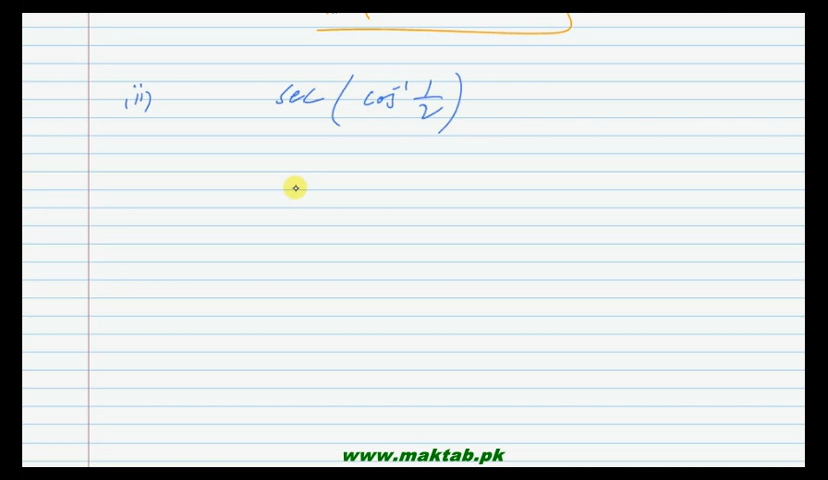 ii) sec ( cos⁻¹ 1/2 )
www.maktab.pk